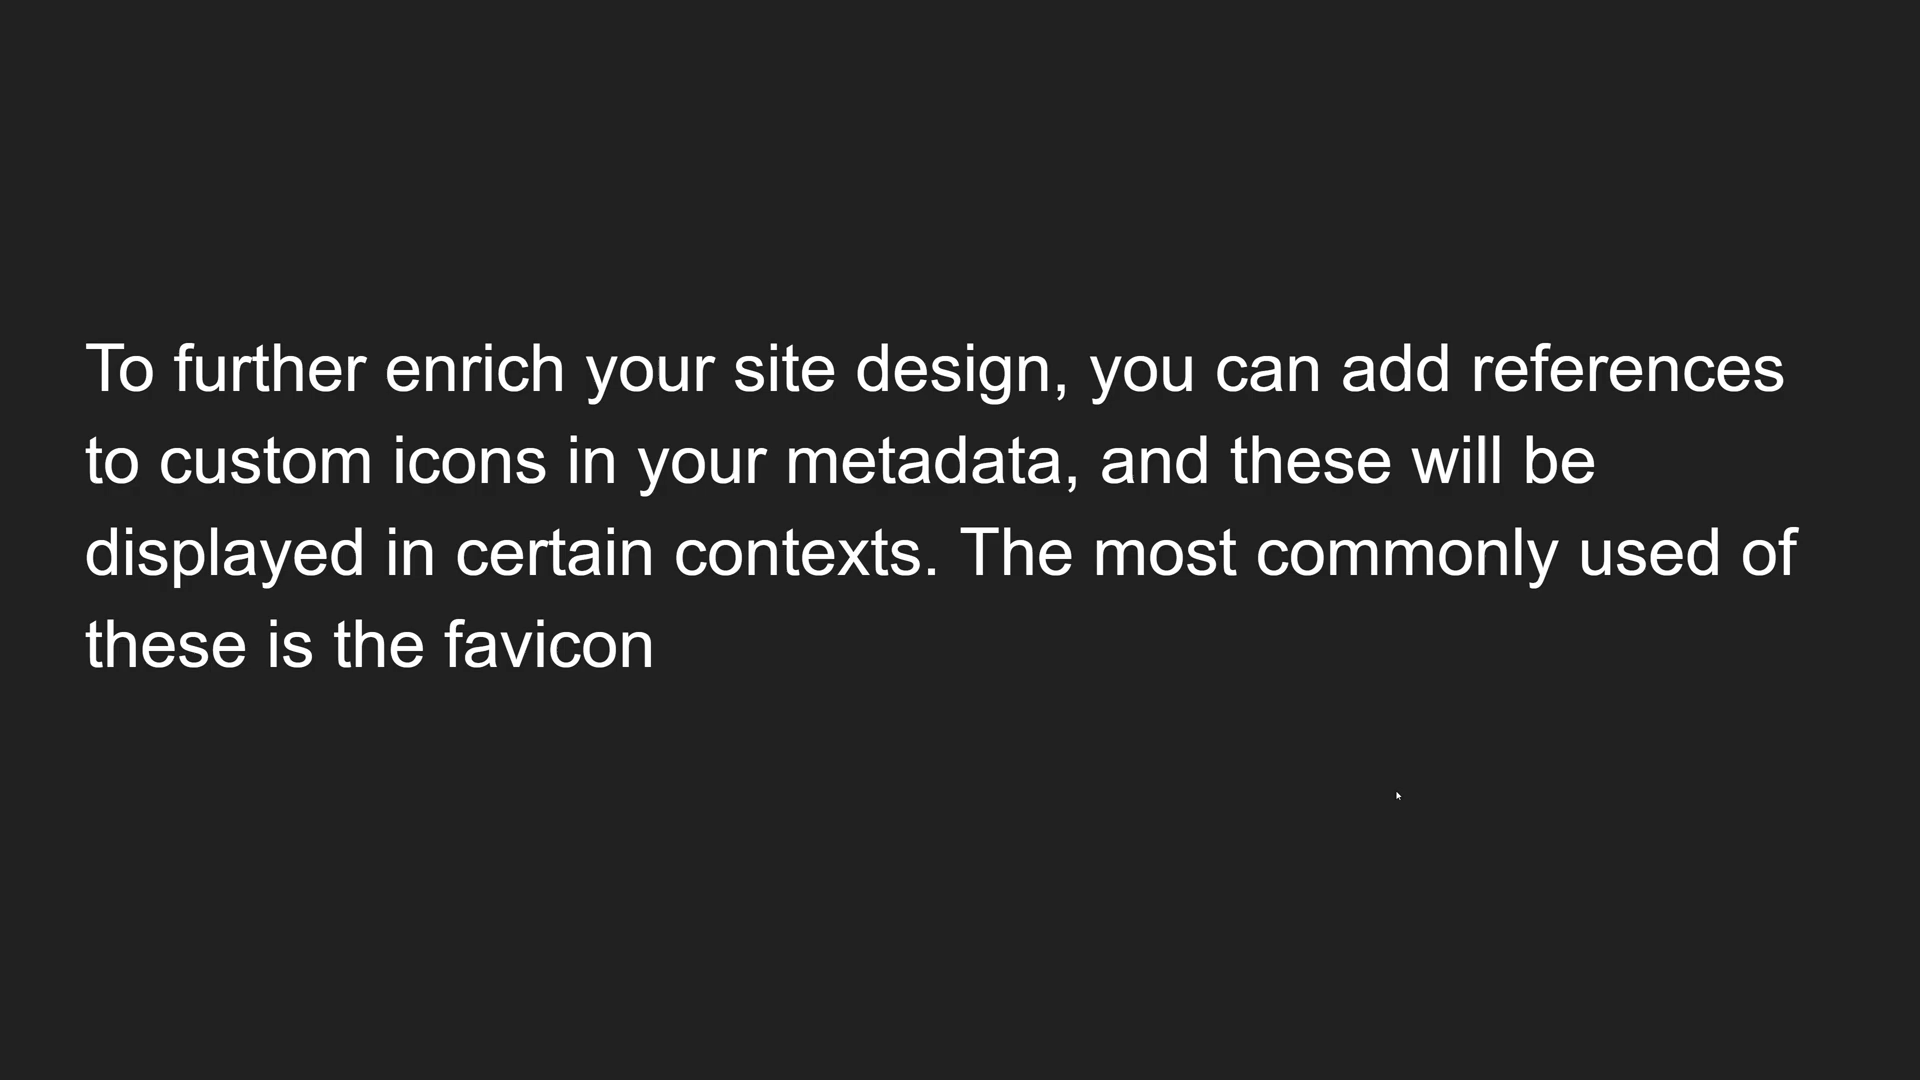 To further enrich your site design, you can add references
to custom icons in your metadata, and these will be
displayed in certain contexts. The most commonly used of
these is the favicon